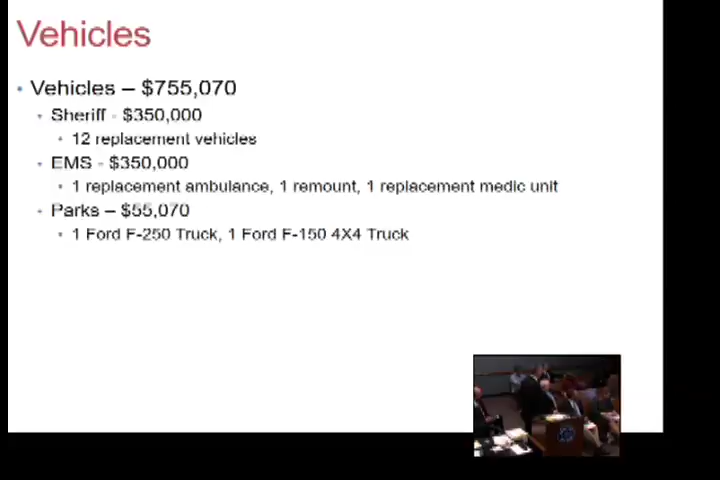 Vehicles
• Vehicles – $755,070
• Sheriff - $350,000
• 12 replacement vehicles
• EMS - $350,000
• 1 replacement ambulance, 1 remount, 1 replacement medic unit
• Parks – $55,070
• 1 Ford F-250 Truck, 1 Ford F-150 4X4 Truck